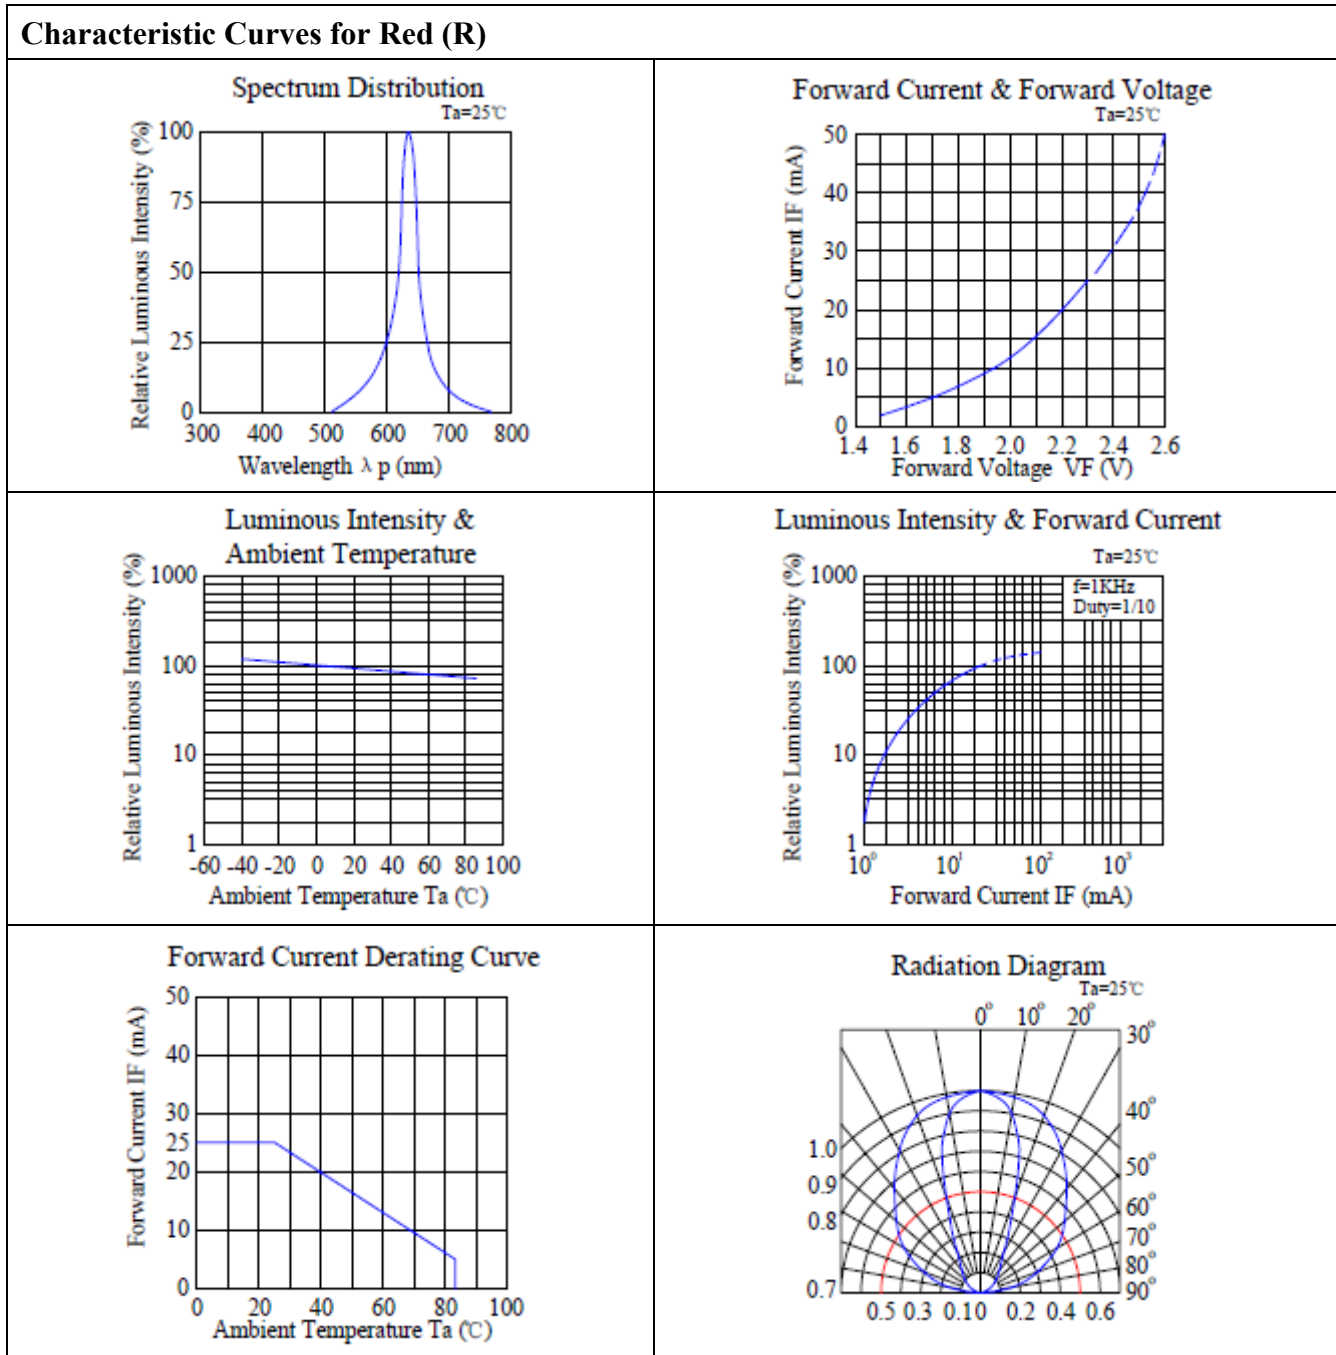 Characteristic Curves for Red (R)
Spectrum Distribution
Ta=25℃
Relative Luminous Intensity (%)
100
75
50
25
0
300 400 500 600 700 800
Wavelength λ p (nm)
Forward Current & Forward Voltage
Ta=25℃
Forward Current IF (mA)
50
40
30
20
10
0
1.4 1.6 1.8 2.0 2.2 2.4 2.6
Forward Voltage VF (V)
Luminous Intensity &
Ambient Temperature
Relative Luminous Intensity (%)
1000
100
10
1
-60 -40 -20 0 20 40 60 80 100
Ambient Temperature Ta (℃)
Luminous Intensity & Forward Current
Ta=25℃
f=1KHz
Duty=1/10
Relative Luminous Intensity (%)
1000
100
10
1
10⁰ 10¹ 10² 10³
Forward Current IF (mA)
Forward Current Derating Curve
Forward Current IF (mA)
50
40
30
25
20
10
0
0 20 40 60 80 100
Ambient Temperature Ta (℃)
Radiation Diagram
Ta=25℃
0° 10° 20°
30°
40°
50°
60°
70°
80°
90°
1.0
0.9
0.8
0.7
0.5 0.3 0.10 0.2 0.4 0.6